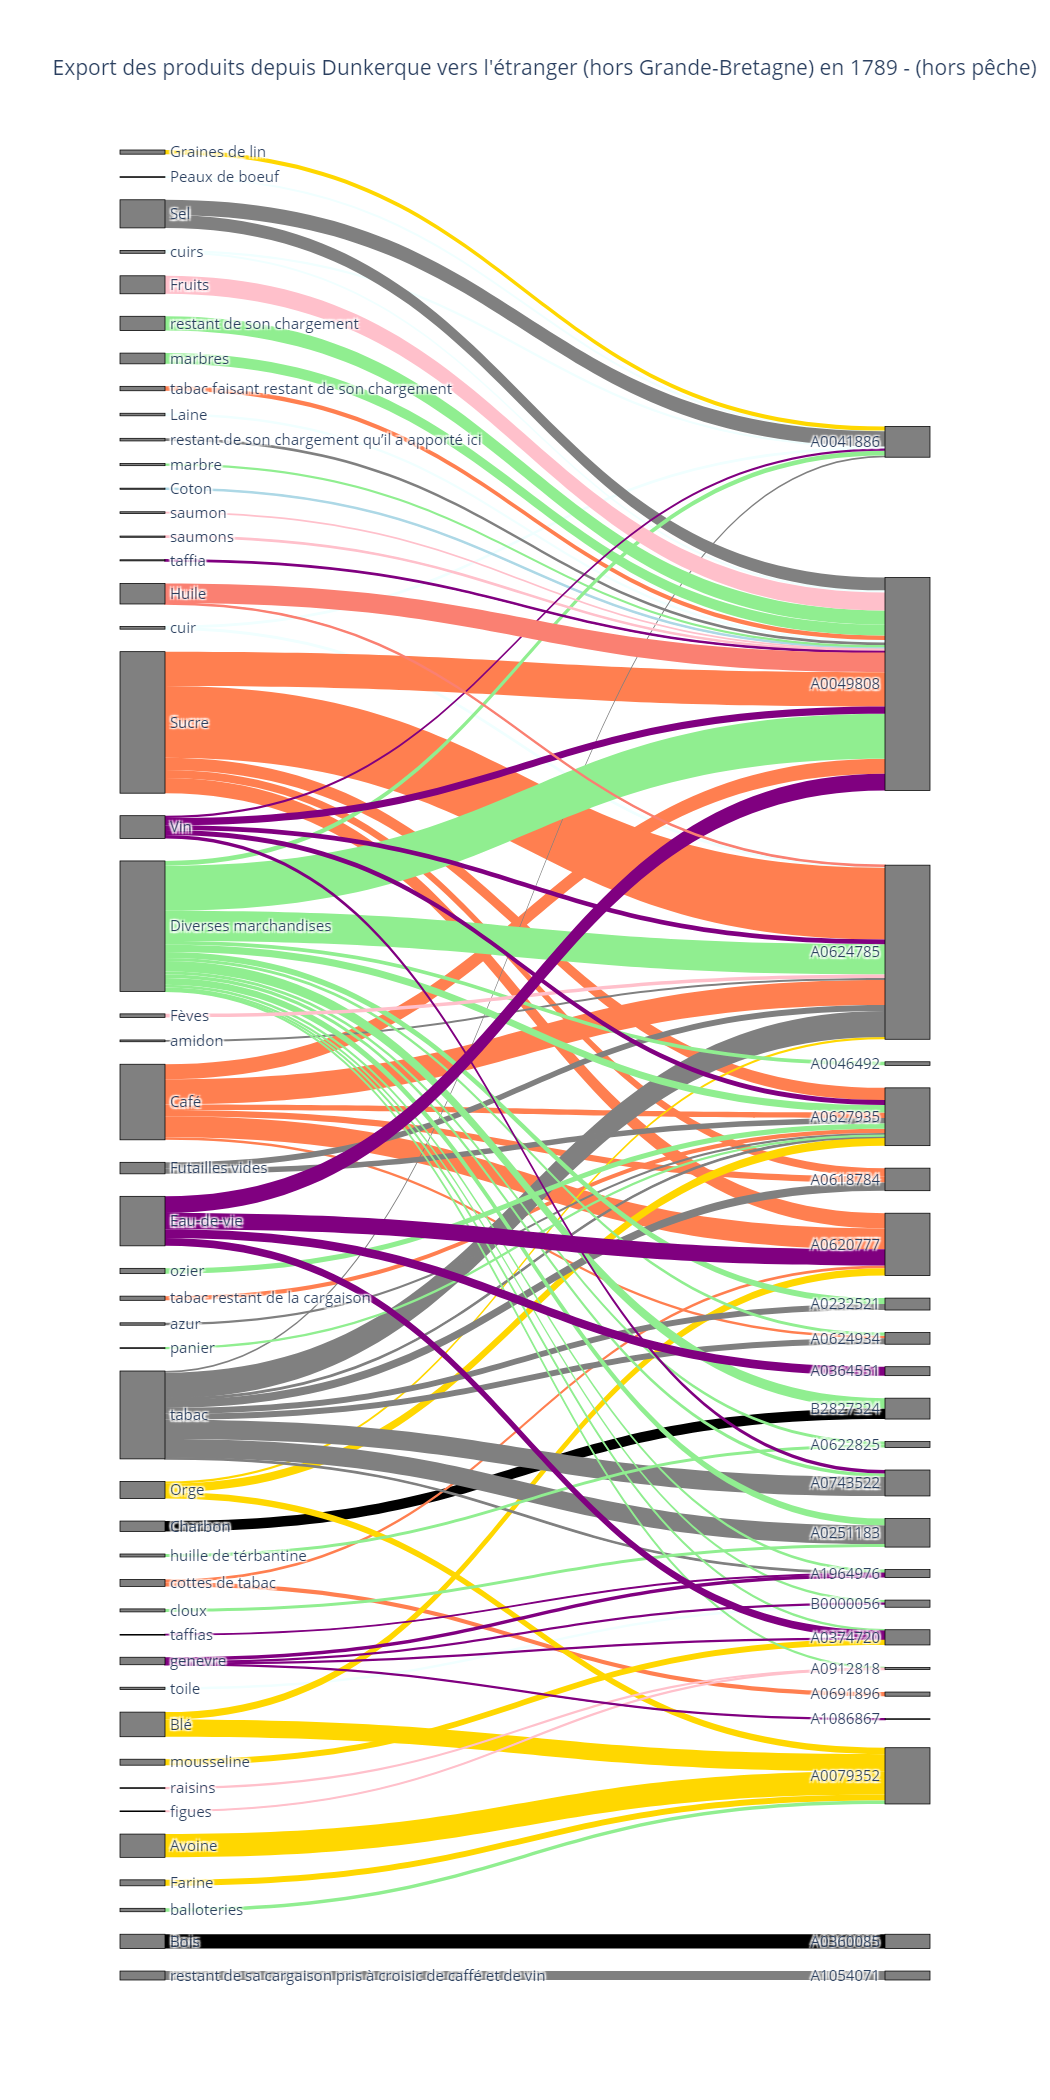 Export des produits depuis Dunkerque vers l'étranger (hors Grande-Bretagne) en 1789 - (hors pêche)
Graines de lin
Peaux de boeuf
Sel
cuirs
Fruits
restant de son chargement
marbres
tabac faisant restant de son chargement
Laine
restant de son chargement qu’il a apporté ici
marbre
Coton
saumon
saumons
taffia
Huile
cuir
Sucre
Vin
Diverses marchandises
Fèves
amidon
Café
Futailles vides
Eau-de-vie
ozier
tabac restant de la cargaison
azur
panier
tabac
Orge
Charbon
huille de térbantine
cottes de tabac
cloux
taffias
genevre
toile
Blé
mousseline
raisins
figues
Avoine
Farine
balloteries
Bois
restant de sa cargaison pris à croisic de caffé et de vin
A0041886
A0049808
A0624785
A0046492
A0627935
A0618784
A0620777
A0232521
A0624934
A0364551
B2827324
A0622825
A0743522
A0251183
A1964976
B0000056
A0374720
A0912818
A0691896
A1086867
A0079352
A0360085
A1054071